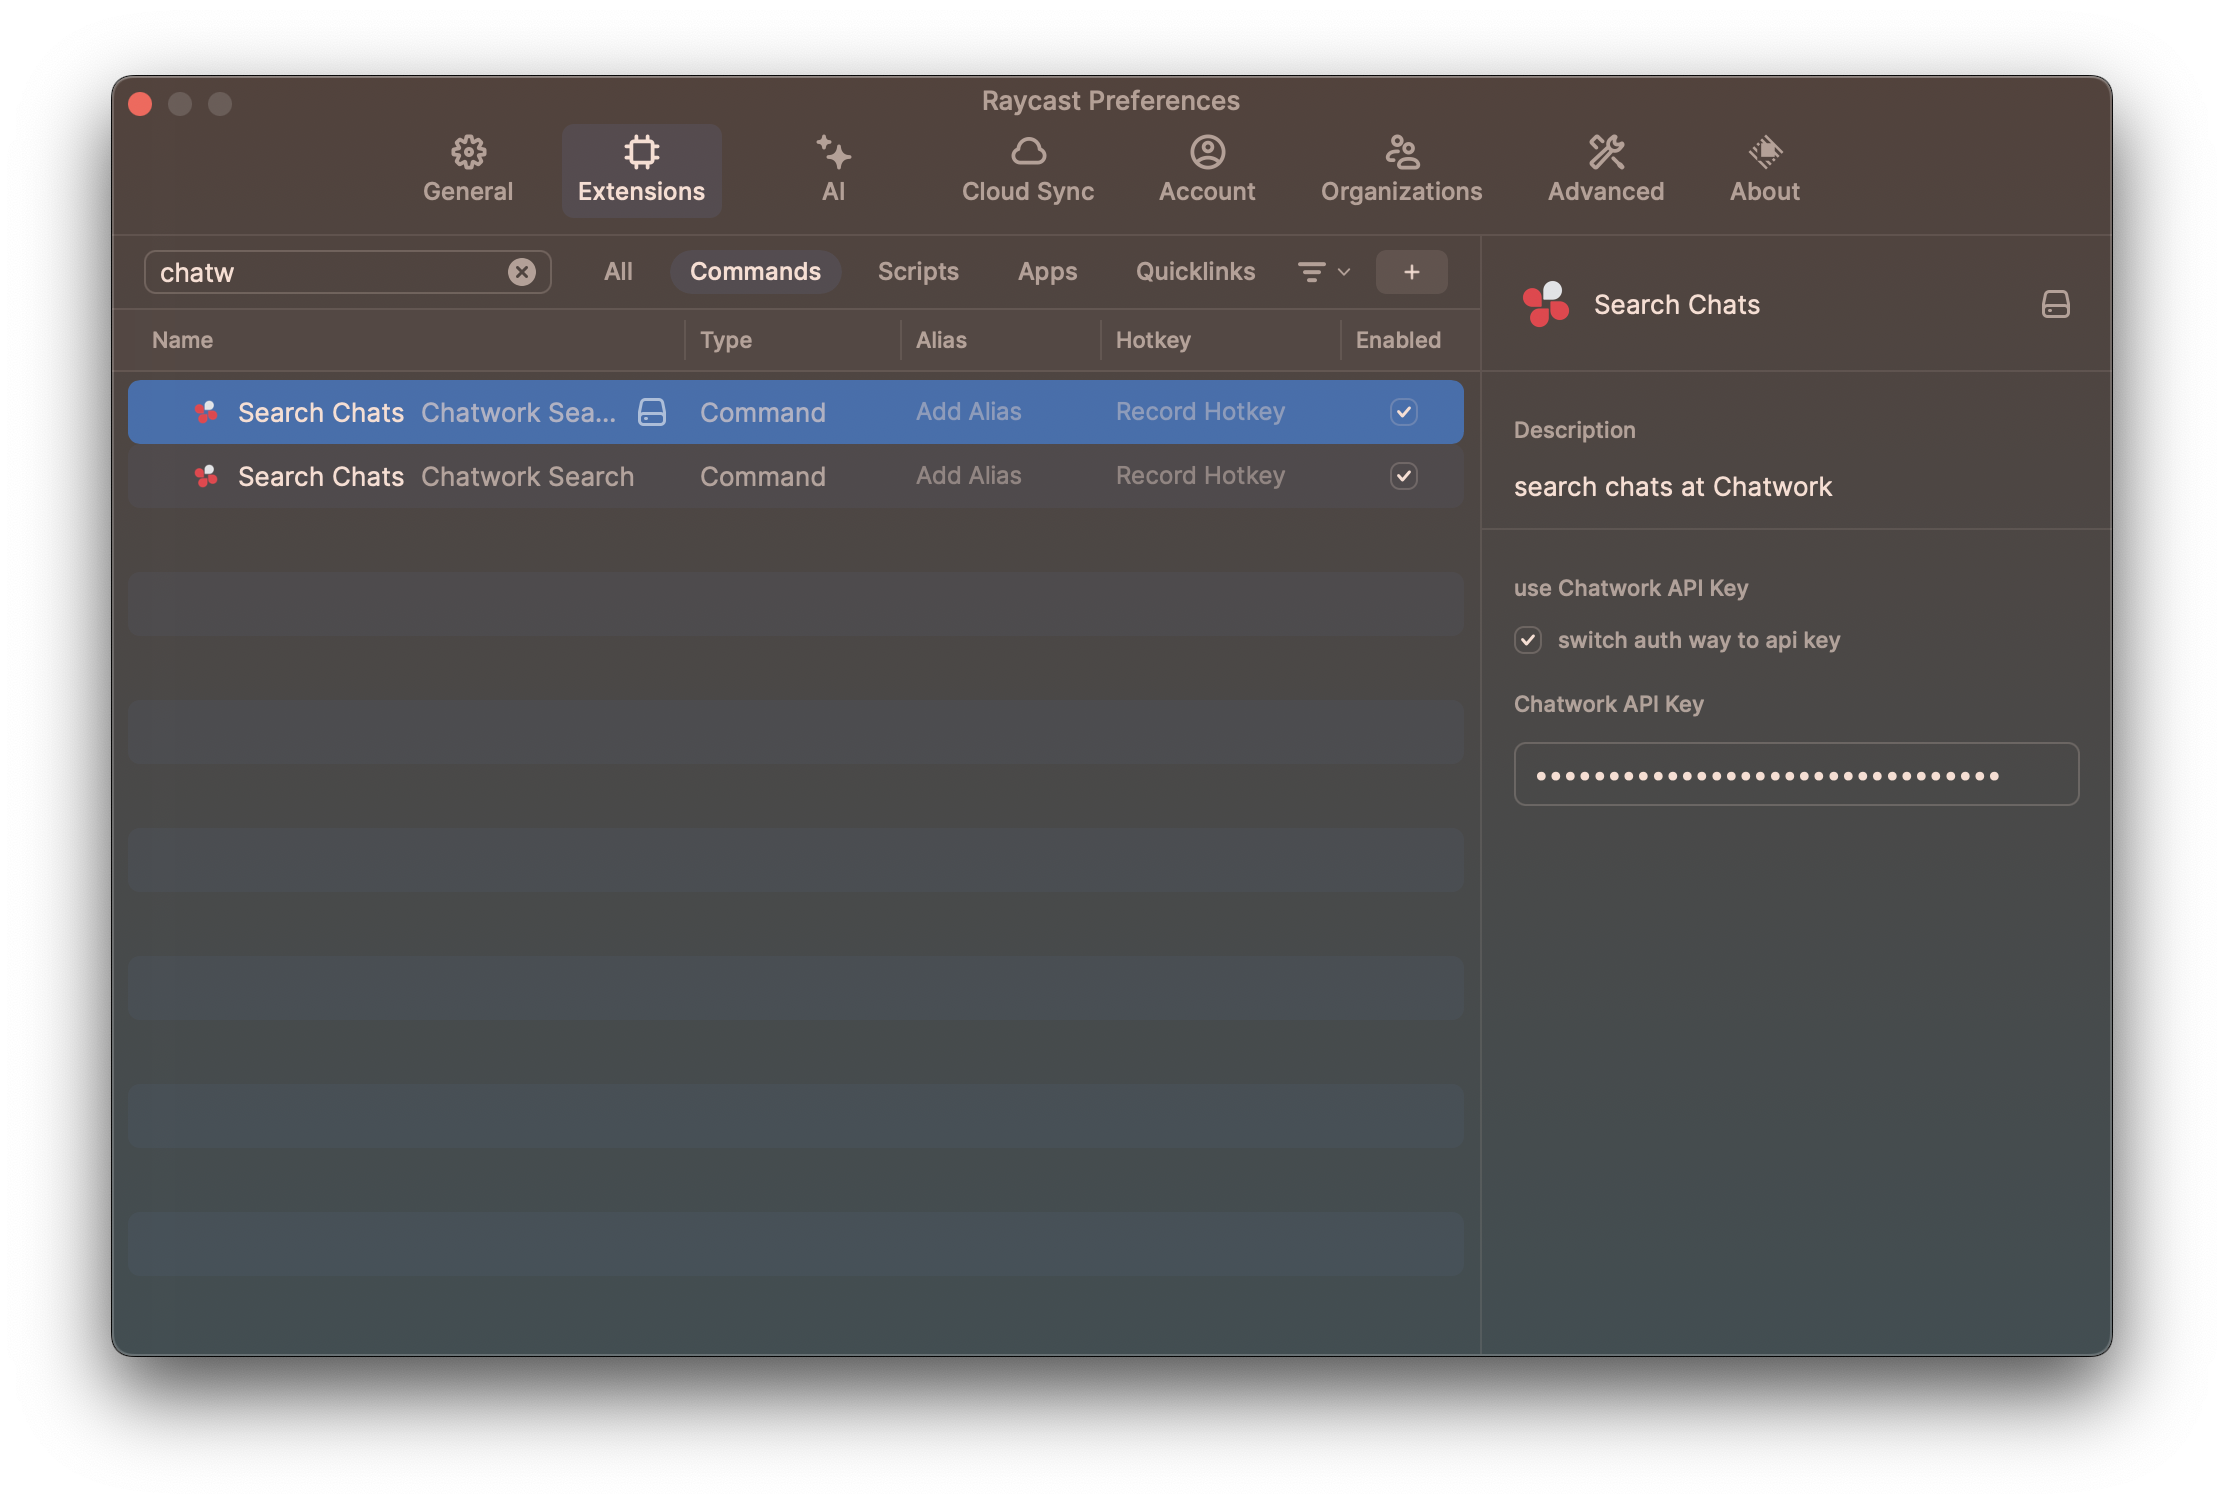 Raycast Preferences
General Extensions AI Cloud Sync Account Organizations Advanced About
chatw All Commands Scripts Apps Quicklinks +
Name Type Alias Hotkey Enabled
Search Chats Chatwork Sea... Command Add Alias Record Hotkey
Search Chats Chatwork Search Command Add Alias Record Hotkey
Search Chats
Description
search chats at Chatwork
use Chatwork API Key
switch auth way to api key
Chatwork API Key
••••••••••••••••••••••••••••••••